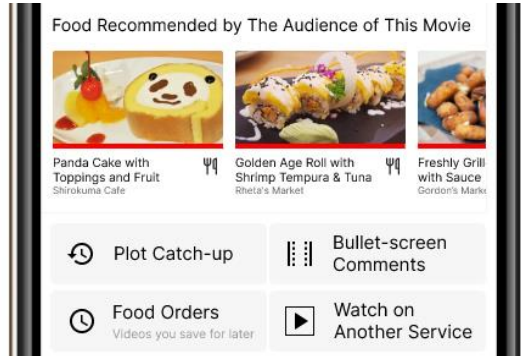 Food Recommended by The Audience of This Movie
Panda Cake with
Toppings and Fruit
Shirokuma Cafe
Golden Age Roll with
Shrimp Tempura & Tuna
Rheta's Market
Freshly Grill
with Sauce
Gordon's Marke
Plot Catch-up
Bullet-screen
Comments
Food Orders
Videos you save for later
Watch on
Another Service